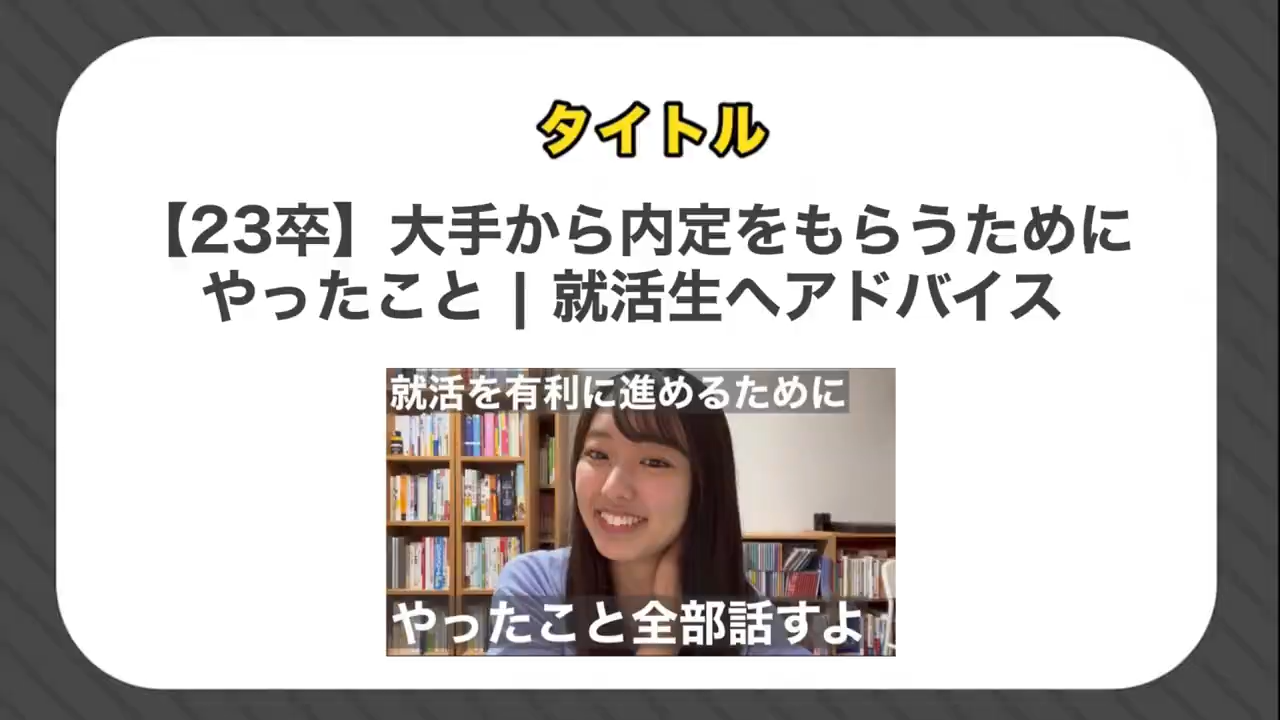 タイトル
【23卒】大手から内定をもらうために
やったこと | 就活生へアドバイス
就活を有利に進めるために
やったこと全部話すよ